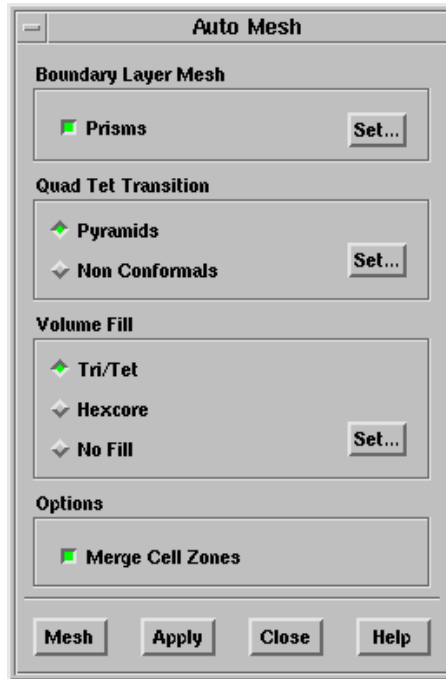 Auto Mesh
Boundary Layer Mesh
Prisms Set...
Quad Tet Transition
Pyramids
Non Conformals Set...
Volume Fill
Tri/Tet
Hexcore
No Fill Set...
Options
Merge Cell Zones
Mesh Apply Close Help